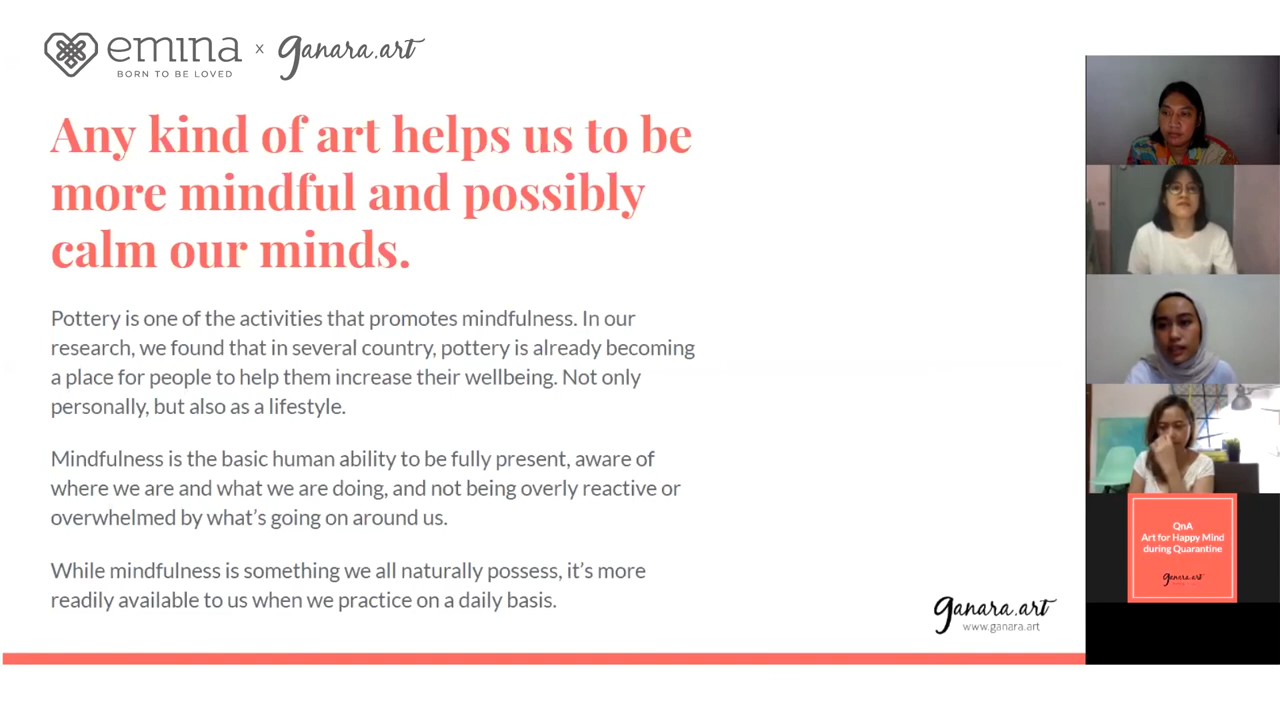 emina x ganara.art
BORN TO BE LOVED
Any kind of art helps us to be
more mindful and possibly
calm our minds.
Pottery is one of the activities that promotes mindfulness. In our
research, we found that in several country, pottery is already becoming
a place for people to help them increase their wellbeing. Not only
personally, but also as a lifestyle.
Mindfulness is the basic human ability to be fully present, aware of
where we are and what we are doing, and not being overly reactive or
overwhelmed by what’s going on around us.
While mindfulness is something we all naturally possess, it’s more
readily available to us when we practice on a daily basis.
ganara.art
www.ganara.art
QnA
Art for Happy Mind
during Quarantine
ganara.art